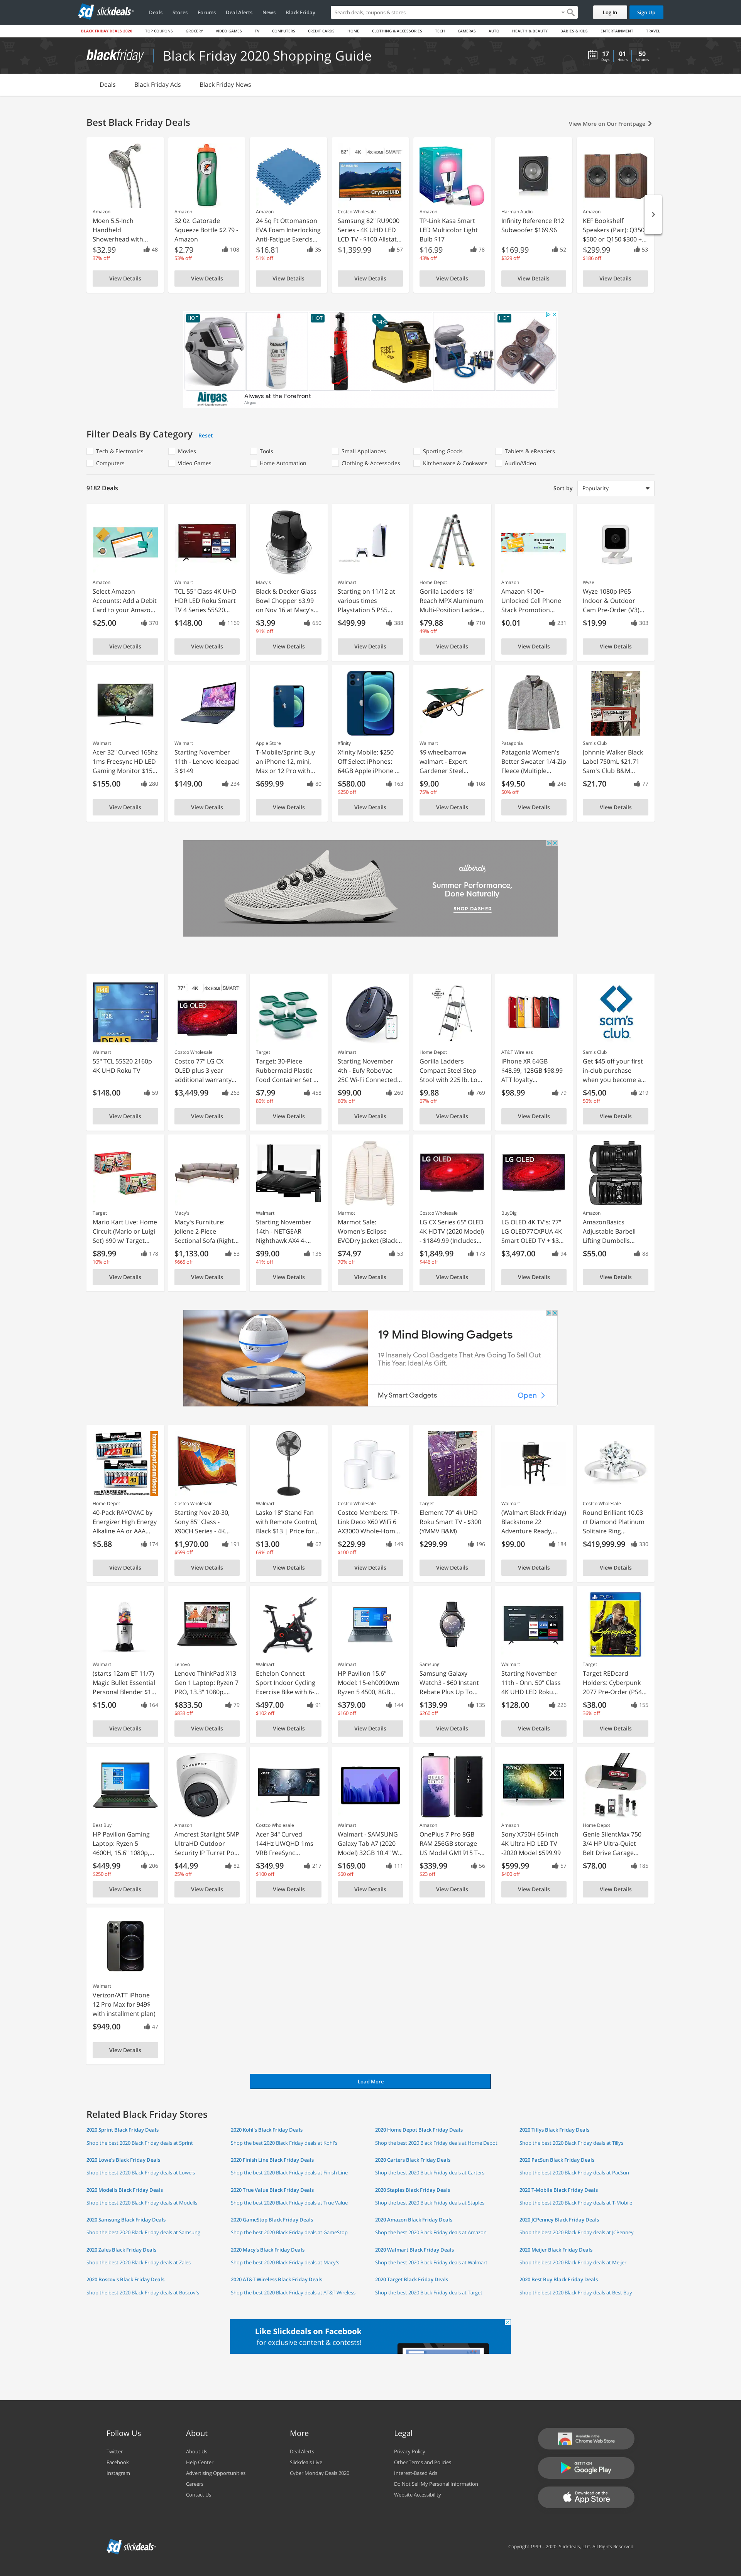 slickdeals
Deals Stores Forums Deal Alerts News Black Friday
Search deals, coupons & stores
Log In Sign Up
BLACK FRIDAY DEALS 2020 TOP COUPONS GROCERY VIDEO GAMES TV COMPUTERS CREDIT CARDS HOME CLOTHING & ACCESSORIES TECH CAMERAS AUTO HEALTH & BEAUTY BABIES & KIDS ENTERTAINMENT TRAVEL
blackfriday Black Friday 2020 Shopping Guide
17 01 50
Days Hours Minutes
Deals Black Friday Ads Black Friday News
Best Black Friday Deals
View More on Our Frontpage
Amazon
Moen 5.5-Inch
Handheld
Showerhead with...
$32.99 48
37% off
View Details
Amazon
32 0z. Gatorade
Squeeze Bottle $2.79 -
Amazon
$2.79 108
53% off
View Details
Amazon
24 Sq Ft Ottomanson
EVA Foam Interlocking
Anti-Fatigue Exercis...
$16.81 35
51% off
View Details
82" 4K SMART
Crystal UHD
Costco Wholesale
Samsung 82" RU9000
Series - 4K UHD LED
LCD TV - $100 Allstat...
$1,399.99 57
View Details
Amazon
TP-Link Kasa Smart
LED Multicolor Light
Bulb $17
$16.99 78
43% off
View Details
Harman Audio
Infinity Reference R12
Subwoofer $169.96
$169.99 52
$329 off
View Details
Amazon
KEF Bookshelf
Speakers (Pair): Q350
$500 or Q150 $300 +...
$299.99 53
$186 off
View Details
HOT HOT -14% HOT
Airgas
Always at the Forefront
Airgas
Filter Deals By Category Reset
Tech & Electronics Movies Tools Small Appliances Sporting Goods Tablets & eReaders
Computers Video Games Home Automation Clothing & Accessories Kitchenware & Cookware Audio/Video
9182 Deals
Sort by Popularity
Amazon
Select Amazon
Accounts: Add a Debit
Card to your Amazo...
$25.00 370
View Details
Walmart
TCL 55" Class 4K UHD
HDR LED Roku Smart
TV 4 Series 55S20...
$148.00 1169
View Details
Macy's
Black & Decker Glass
Bowl Chopper $3.99
on Nov 16 at Macy's...
$3.99 650
91% off
View Details
Walmart
Starting on 11/12 at
various times
Playstation 5 PS5...
$499.99 388
View Details
Home Depot
Gorilla Ladders 18'
Reach MPX Aluminum
Multi-Position Ladde...
$79.88 710
49% off
View Details
Amazon
Amazon $100+
Unlocked Cell Phone
Stack Promotion...
$0.01 231
View Details
Wyze
Wyze 1080p IP65
Indoor & Outdoor
Cam Pre-Order (V3)...
$19.99 303
View Details
Walmart
Acer 32" Curved 165hz
1ms Freesync HD LED
Gaming Monitor $15...
$155.00 280
View Details
Walmart
Starting November
11th - Lenovo Ideapad
3 $149
$149.00 234
View Details
Apple Store
T-Mobile/Sprint: Buy
an iPhone 12, mini,
Max or 12 Pro with...
$699.99 80
View Details
Xfinity
Xfinity Mobile: $250
Off Select iPhones:
64GB Apple iPhone ...
$580.00 163
$250 off
View Details
Walmart
$9 wheelbarrow
walmart - Expert
Gardener Steel...
$9.00 108
75% off
View Details
Patagonia
Patagonia Women's
Better Sweater 1/4-Zip
Fleece (Multiple...
$49.50 245
50% off
View Details
Sam's Club
Johnnie Walker Black
Label 750mL $21.71
Sam's Club B&M...
$21.70 77
View Details
allbirds
Summer Performance,
Done Naturally
SHOP DASHER
DEALS
Walmart
55" TCL 55S20 2160p
4K UHD Roku TV
$148.00 59
View Details
77" 4K SMART
LG OLED
Costco Wholesale
Costco 77" LG CX
OLED plus 3 year
additional warranty...
$3,449.99 263
View Details
Target
Target: 30-Piece
Rubbermaid Plastic
Food Container Set ...
$7.99 458
80% off
View Details
Walmart
Starting November
4th - Eufy RoboVac
25C Wi-Fi Connected...
$99.00 260
60% off
View Details
Home Depot
Gorilla Ladders
Compact Steel Step
Stool with 225 lb. Lo...
$9.88 769
67% off
View Details
AT&T Wireless
iPhone XR 64GB
$48.99, 128GB $98.99
ATT loyalty...
$98.99 79
View Details
sam's
club
Sam's Club
Get $45 off your first
in-club purchase
when you become a...
$45.00 219
50% off
View Details
Target
Mario Kart Live: Home
Circuit (Mario or Luigi
Set) $90 w/ Target...
$89.99 178
10% off
View Details
Macy's
Macy's Furniture:
Jollene 2-Piece
Sectional Sofa (Right...
$1,133.00 53
$665 off
View Details
Walmart
Starting November
14th - NETGEAR
Nighthawk AX4 4-...
$99.00 136
41% off
View Details
Marmot
Marmot Sale:
Women's Eclipse
EVODry Jacket (Black...
$74.97 53
70% off
View Details
LG OLED
Costco Wholesale
LG CX Series 65" OLED
4K HDTV (2020 Model)
- $1849.99 (Includes...
$1,849.99 173
$446 off
View Details
LG OLED
BuyDig
LG OLED 4K TV's: 77"
LG OLED77CXPUA 4K
Smart OLED TV + $3...
$3,497.00 94
View Details
Amazon
AmazonBasics
Adjustable Barbell
Lifting Dumbells...
$55.00 88
View Details
19 Mind Blowing Gadgets
19 Insanely Cool Gadgets That Are Going To Sell Out
This Year. Ideal As Gift.
My Smart Gadgets Open
Home Depot
40-Pack RAYOVAC by
Energizer High Energy
Alkaline AA or AAA...
$5.88 174
View Details
SONY
Costco Wholesale
Starting Nov 20-30,
Sony 85" Class -
X90CH Series - 4K...
$1,970.00 191
$599 off
View Details
Walmart
Lasko 18" Stand Fan
with Remote Control,
Black $13 | Price for...
$13.00 62
69% off
View Details
Costco Wholesale
Costco Members: TP-
Link Deco X60 WiFi 6
AX3000 Whole-Hom...
$229.99 149
$100 off
View Details
Target
Element 70" 4k UHD
Roku Smart TV - $300
(YMMV B&M)
$299.99 196
View Details
Walmart
(Walmart Black Friday)
Blackstone 22
Adventure Ready,...
$99.00 184
View Details
Costco Wholesale
Round Brilliant 10.03
ct Diamond Platinum
Solitaire Ring...
$419,999.99 330
View Details
Walmart
(starts 12am ET 11/7)
Magic Bullet Essential
Personal Blender $1...
$15.00 164
View Details
Lenovo
Lenovo ThinkPad X13
Gen 1 Laptop: Ryzen 7
PRO, 13.3" 1080p,...
$833.50 79
$833 off
View Details
Walmart
Echelon Connect
Sport Indoor Cycling
Exercise Bike with 6-...
$497.00 91
$102 off
View Details
Walmart
HP Pavilion 15.6"
Model: 15-eh0090wm
Ryzen 5 4500, 8GB...
$379.00 144
$160 off
View Details
Samsung
Samsung Galaxy
Watch3 - $60 Instant
Rebate Plus Up To...
$139.99 135
$260 off
View Details
Walmart
Starting November
11th - Onn. 50" Class
4K UHD LED Roku...
$128.00 226
View Details
PS4
Target
Target REDcard
Holders: Cyberpunk
2077 Pre-Order (PS4...
$38.00 155
36% off
View Details
Best Buy
HP Pavilion Gaming
Laptop: Ryzen 5
4600H, 15.6" 1080p,...
$449.99 206
$250 off
View Details
Amazon
Amcrest Starlight 5MP
UltraHD Outdoor
Security IP Turret Po...
$44.99 82
25% off
View Details
Costco Wholesale
Acer 34" Curved
144Hz UWQHD 1ms
VRB FreeSync...
$349.99 217
$100 off
View Details
Walmart
Walmart - SAMSUNG
Galaxy Tab A7 (2020
Model) 32GB 10.4" W...
$169.00 111
$60 off
View Details
Amazon
OnePlus 7 Pro 8GB
RAM 256GB storage
US Model GM1915 T-...
$339.99 56
$23 off
View Details
SONY X1
Amazon
Sony X750H 65-inch
4K Ultra HD LED TV
-2020 Model $599.99
$599.99 57
$400 off
View Details
Home Depot
Genie SilentMax 750
3/4 HP Ultra-Quiet
Belt Drive Garage...
$78.00 185
View Details
Walmart
Verizon/ATT iPhone
12 Pro Max for 949$
with installment plan)
$949.00 47
View Details
Load More
Related Black Friday Stores
2020 Sprint Black Friday Deals 2020 Kohl's Black Friday Deals 2020 Home Depot Black Friday Deals 2020 Tillys Black Friday Deals
Shop the best 2020 Black Friday deals at Sprint Shop the best 2020 Black Friday deals at Kohl's Shop the best 2020 Black Friday deals at Home Depot Shop the best 2020 Black Friday deals at Tillys
2020 Lowe's Black Friday Deals 2020 Finish Line Black Friday Deals 2020 Carters Black Friday Deals 2020 PacSun Black Friday Deals
Shop the best 2020 Black Friday deals at Lowe's Shop the best 2020 Black Friday deals at Finish Line Shop the best 2020 Black Friday deals at Carters Shop the best 2020 Black Friday deals at PacSun
2020 Modells Black Friday Deals 2020 True Value Black Friday Deals 2020 Staples Black Friday Deals 2020 T-Mobile Black Friday Deals
Shop the best 2020 Black Friday deals at Modells Shop the best 2020 Black Friday deals at True Value Shop the best 2020 Black Friday deals at Staples Shop the best 2020 Black Friday deals at T-Mobile
2020 Samsung Black Friday Deals 2020 GameStop Black Friday Deals 2020 Amazon Black Friday Deals 2020 JCPenney Black Friday Deals
Shop the best 2020 Black Friday deals at Samsung Shop the best 2020 Black Friday deals at GameStop Shop the best 2020 Black Friday deals at Amazon Shop the best 2020 Black Friday deals at JCPenney
2020 Zales Black Friday Deals 2020 Macy's Black Friday Deals 2020 Walmart Black Friday Deals 2020 Meijer Black Friday Deals
Shop the best 2020 Black Friday deals at Zales Shop the best 2020 Black Friday deals at Macy's Shop the best 2020 Black Friday deals at Walmart Shop the best 2020 Black Friday deals at Meijer
2020 Boscov's Black Friday Deals 2020 AT&T Wireless Black Friday Deals 2020 Target Black Friday Deals 2020 Best Buy Black Friday Deals
Shop the best 2020 Black Friday deals at Boscov's Shop the best 2020 Black Friday deals at AT&T Wireless Shop the best 2020 Black Friday deals at Target Shop the best 2020 Black Friday deals at Best Buy
Like Slickdeals on Facebook
for exclusive content & contests!
Follow Us About More Legal
Twitter About Us Deal Alerts Privacy Policy
Facebook Help Center Slickdeals Live Other Terms and Policies
Instagram Advertising Opportunities Cyber Monday Deals 2020 Interest-Based Ads
Careers Do Not Sell My Personal Information
Contact Us Website Accessibility
Available in the
Chrome Web Store
GET IT ON
Google Play
Download on the
App Store
slickdeals
Copyright 1999 - 2020. Slickdeals, LLC. All Rights Reserved.